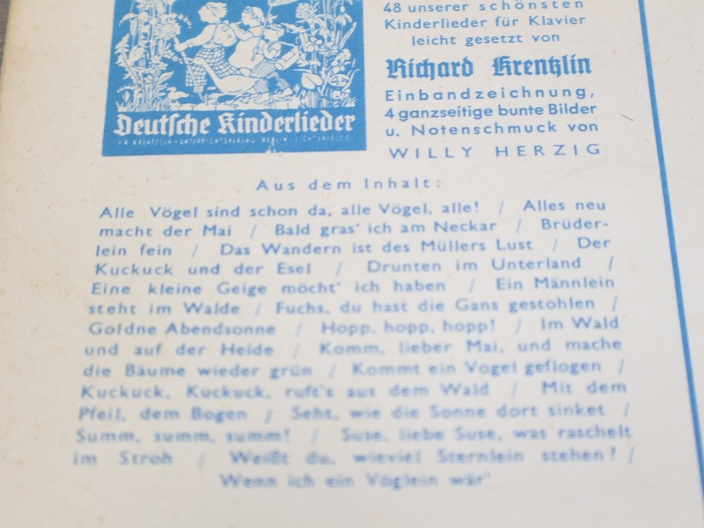 48 unserer schönsten
Kinderlieder für Klavier
leicht gesetzt von
Richard Krentzlin
Einbandzeichnung,
4 ganzseitige bunte Bilder
u. Notenschmuck von
WILLY HERZIG
Deutsche Kinderlieder
Aus dem Inhalt:
Alle Vögel sind schon da, alle Vögel, alle! / Alles neu
macht der Mai / Bald gras' ich am Neckar / Brüder-
lein fein / Das Wandern ist des Müllers Lust / Der
Kuckuck und der Esel / Drunten im Unterland /
Eine kleine Geige möcht' ich haben / Ein Männlein
steht im Walde / Fuchs, du hast die Gans gestohlen /
Goldne Abendsonne / Hopp, hopp, hopp! / Im Wald
und auf der Heide / Komm, lieber Mai, und mache
die Bäume wieder grün / Kommt ein Vogel geflogen /
Kuckuck, Kuckuck, ruft's aus dem Wald / Mit dem
Pfeil, dem Bogen / Seht, wie die Sonne dort sinket /
Summ, summ, summ! / Suse, liebe Suse, was raschelt
im Stroh / Weißt du, wieviel Sternlein stehen? /
Wenn ich ein Vöglein wär'